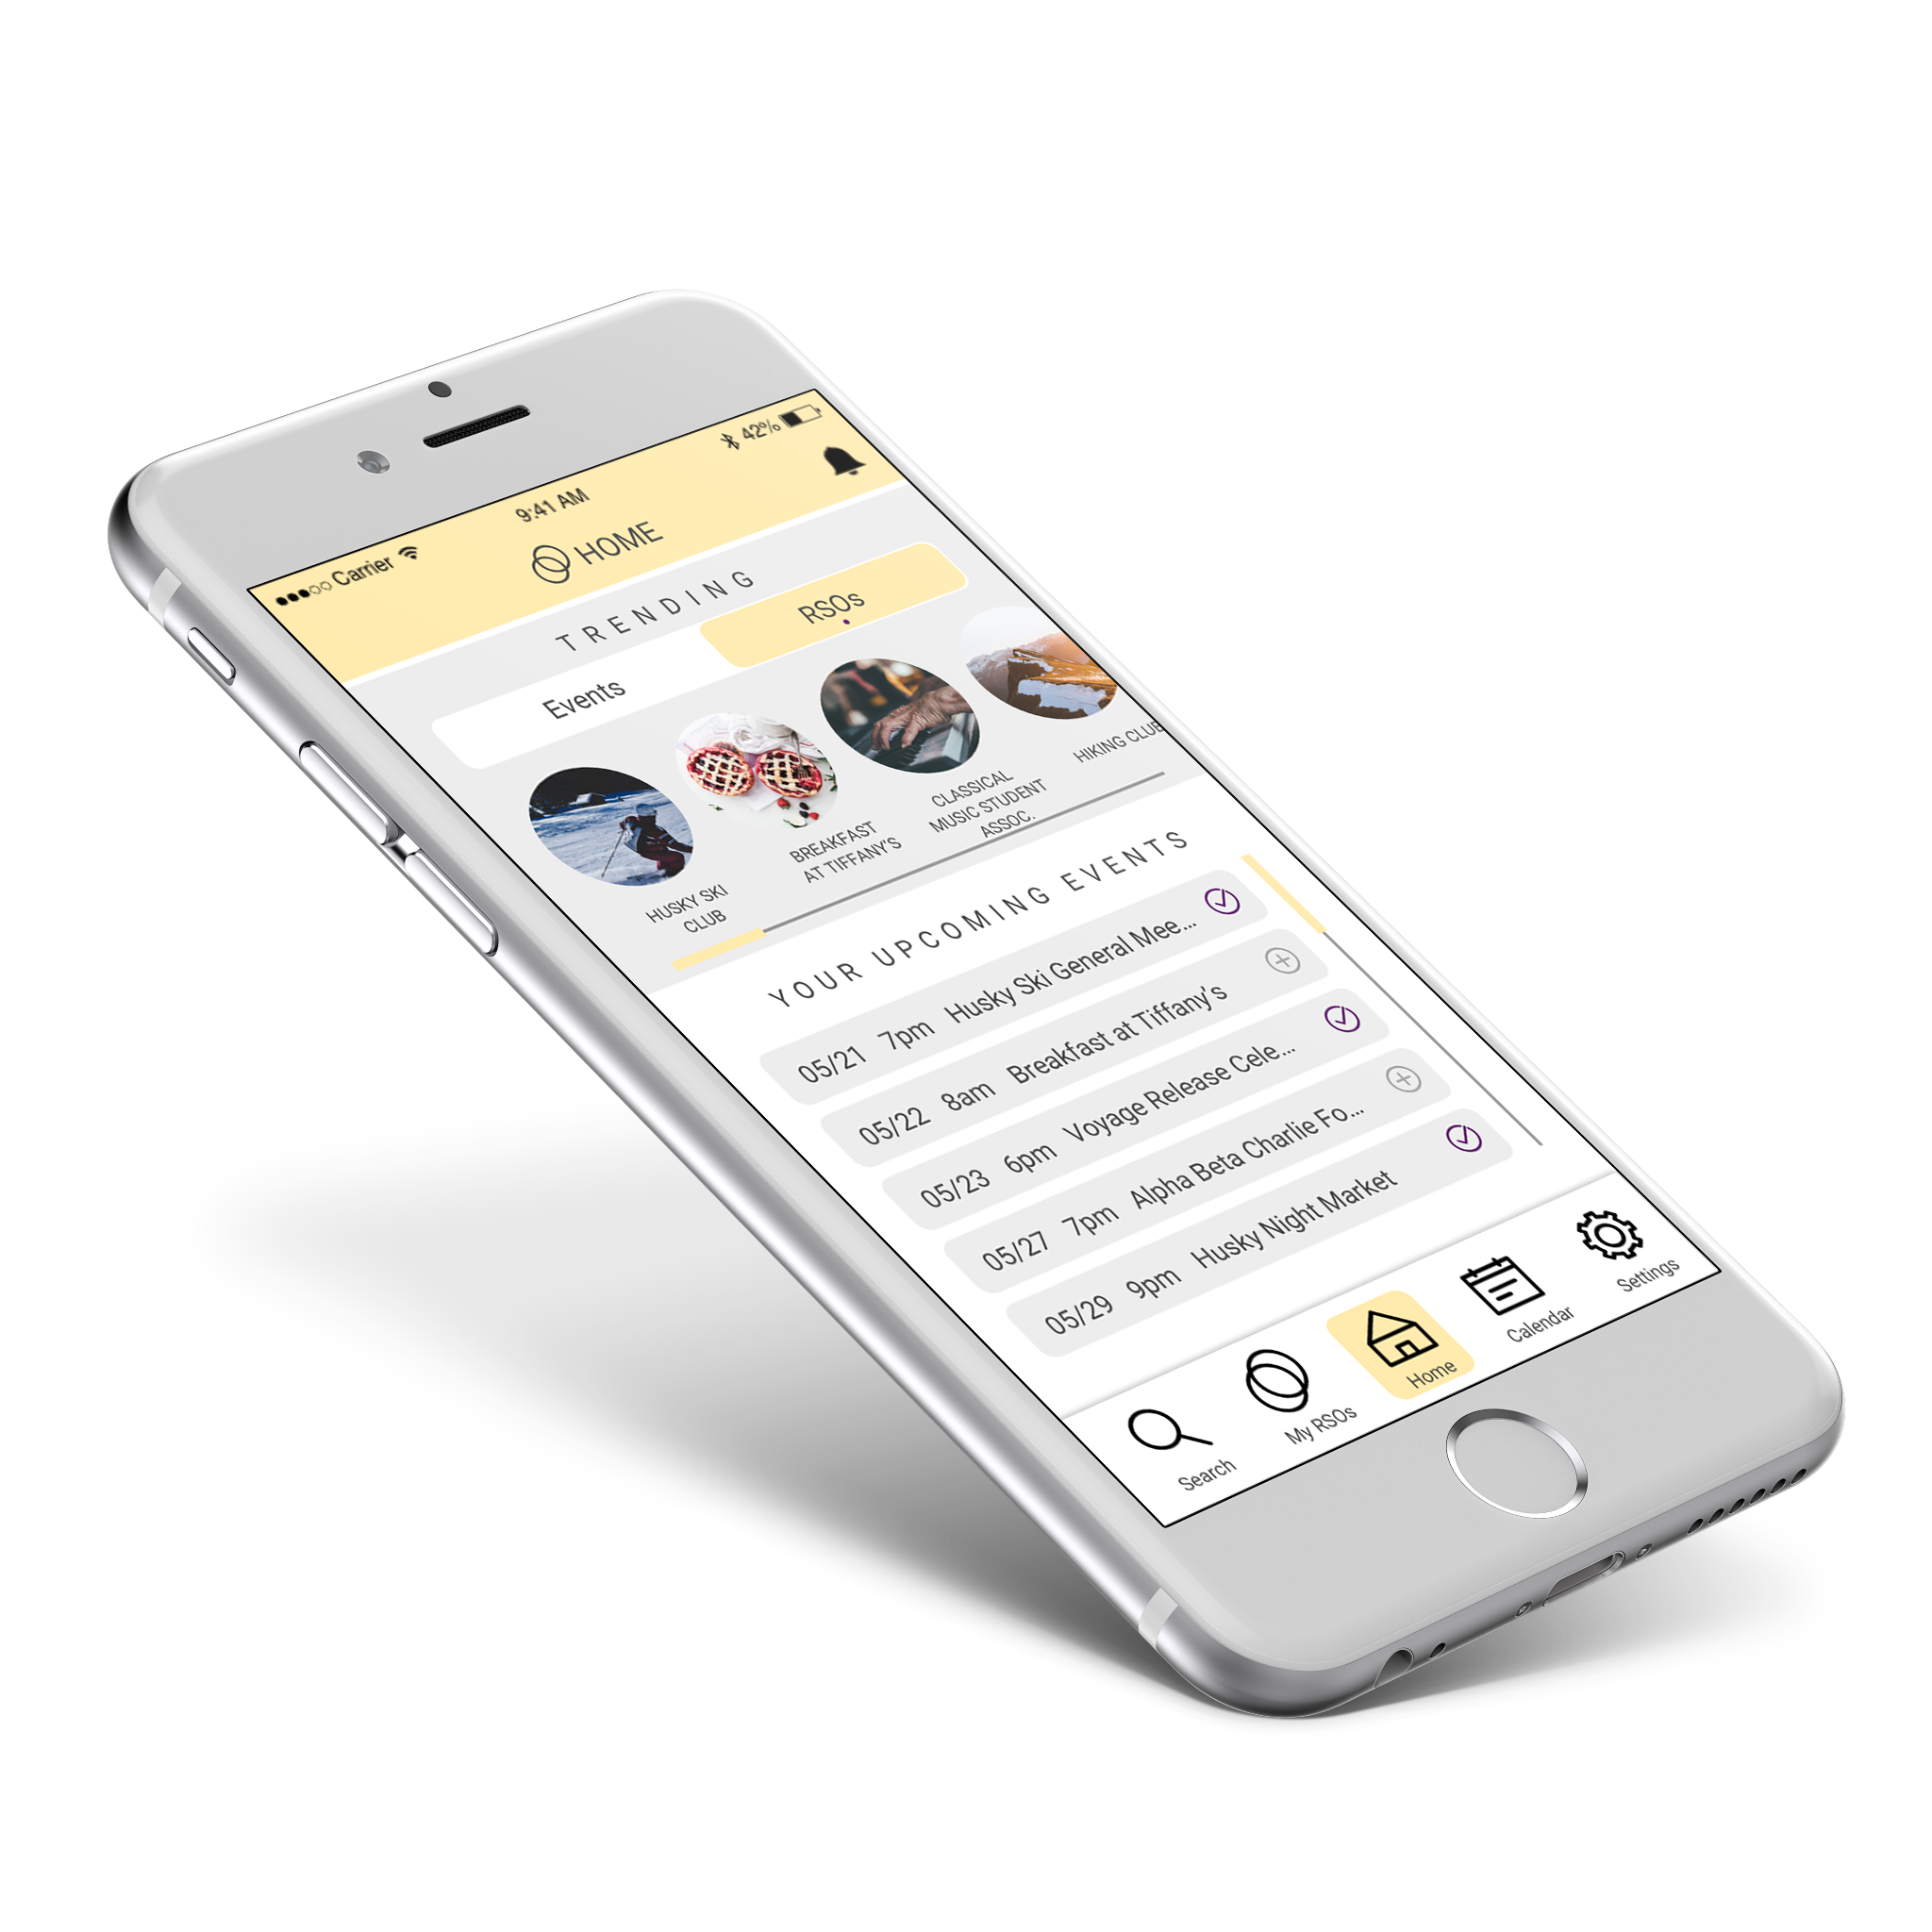 Carrier
9:41 AM
42%
HOME
TRENDING
Events
RSOs
HUSKY SKI
CLUB
BREAKFAST
AT TIFFANY'S
CLASSICAL
MUSIC STUDENT
ASSOC.
HIKING CLUB
YOUR UPCOMING EVENTS
05/21 7pm Husky Ski General Mee...
05/22 8am Breakfast at Tiffany's
05/23 6pm Voyage Release Cele...
05/27 7pm Alpha Beta Charlie Fo...
05/29 9pm Husky Night Market
Search
My RSOs
Home
Calendar
Settings